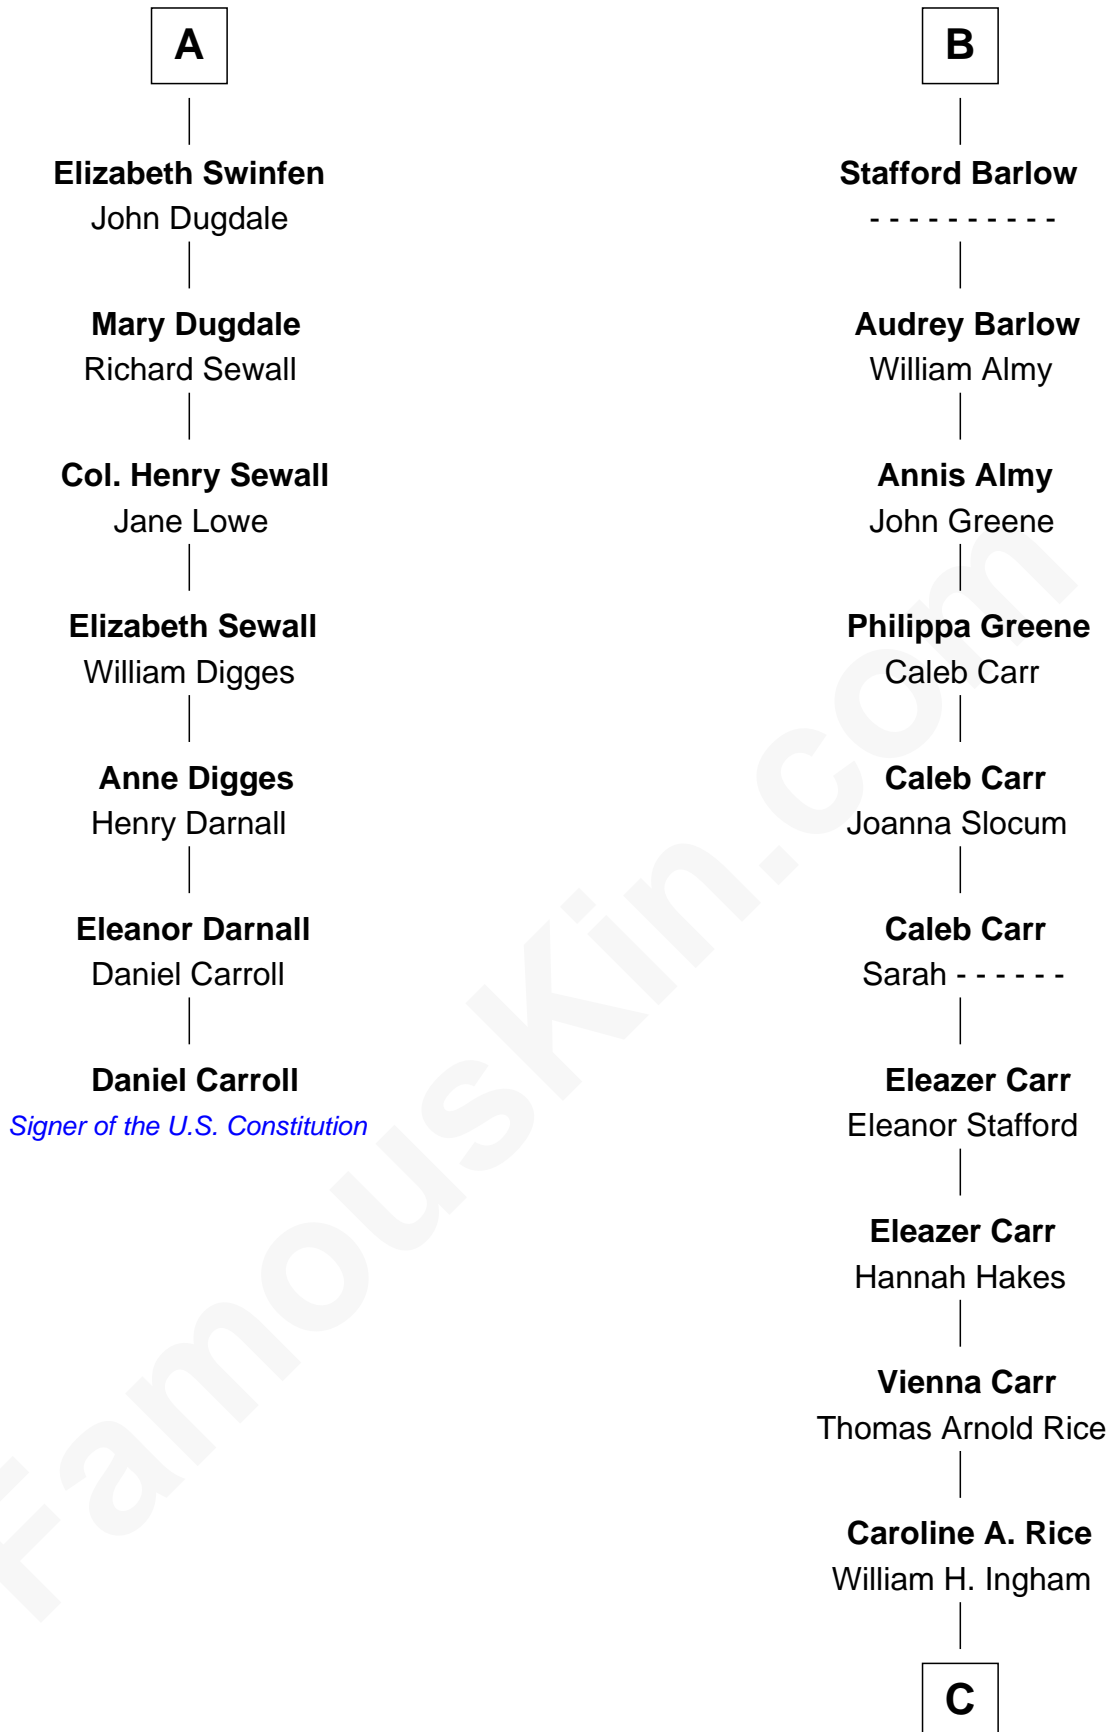 A
Elizabeth Swinfen
John Dugdale
Mary Dugdale
Richard Sewall
Col. Henry Sewall
Jane Lowe
Elizabeth Sewall
William Digges
Anne Digges
Henry Darnall
Eleanor Darnall
Daniel Carroll
Daniel Carroll
Signer of the U.S. Constitution
B
Stafford Barlow
- - - - - - - - - -
Audrey Barlow
William Almy
Annis Almy
John Greene
Philippa Greene
Caleb Carr
Caleb Carr
Joanna Slocum
Caleb Carr
Sarah - - - - - -
Eleazer Carr
Eleanor Stafford
Eleazer Carr
Hannah Hakes
Vienna Carr
Thomas Arnold Rice
Caroline A. Rice
William H. Ingham
C
FamousKin.com